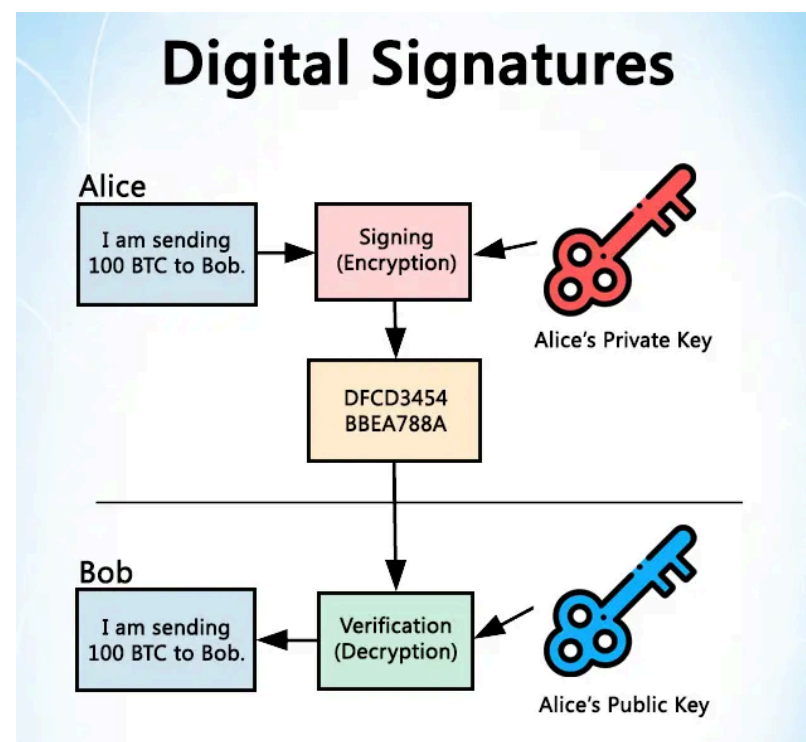 Digital Signatures
Alice
I am sending
100 BTC to Bob.
Signing
(Encryption)
Alice's Private Key
DFCD3454
BBEA788A
Bob
I am sending
100 BTC to Bob.
Verification
(Decryption)
Alice's Public Key